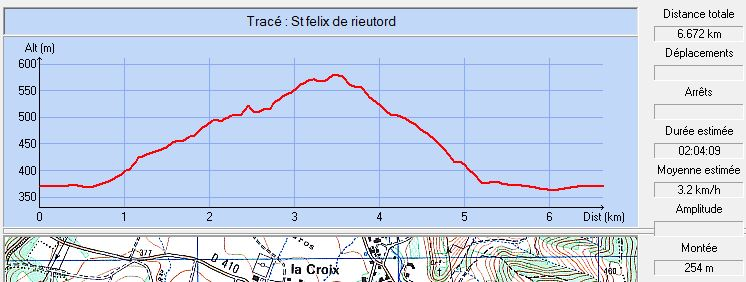 Tracé : St felix de rieutord
Alt (m)
600
550
500
450
400
350
0 1 2 3 4 5 6 Dist (km)
Distance totale
6.672 km
Déplacements
Arrêts
Durée estimée
02:04:09
Moyenne estimée
3.2 km/h
Amplitude
Montée
254 m
D 410
la Croix
460